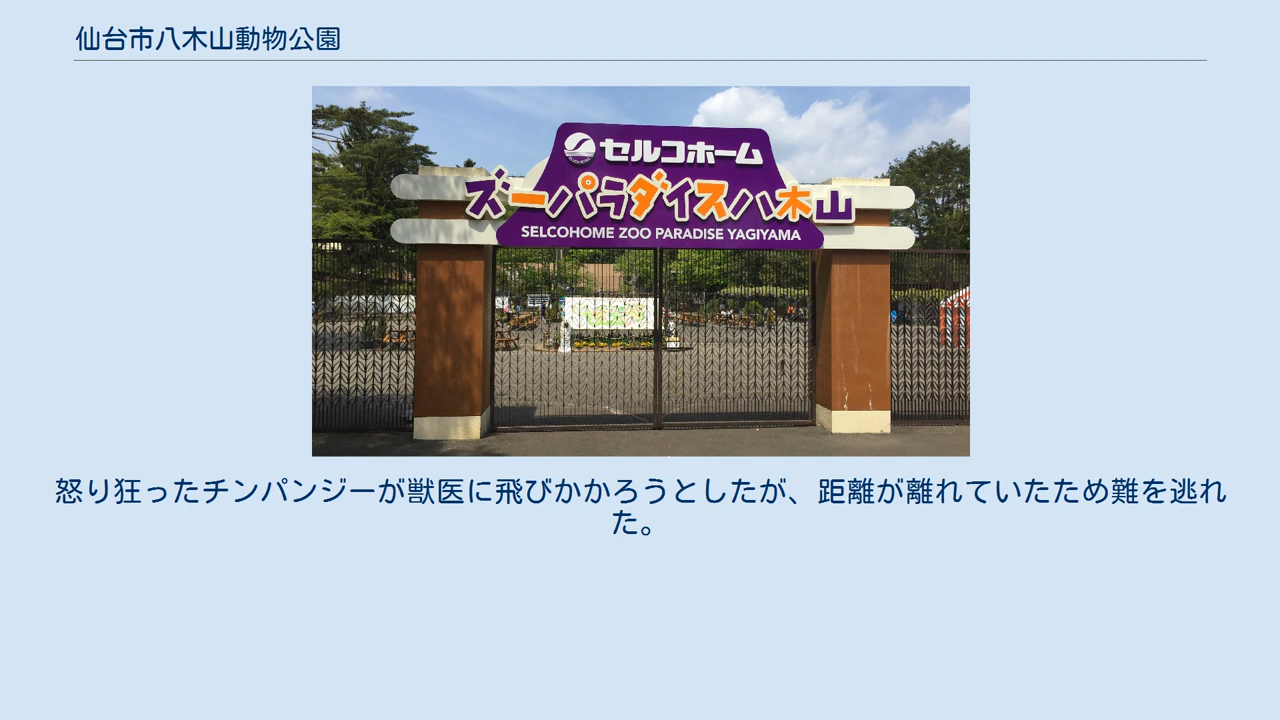 仙台市八木山動物公園
セルコホーム
ズーパラダイス八木山
SELCOHOME ZOO PARADISE YAGIYAMA
怒り狂ったチンパンジーが獣医に飛びかかろうとしたが、距離が離れていたため難を逃れ
た。